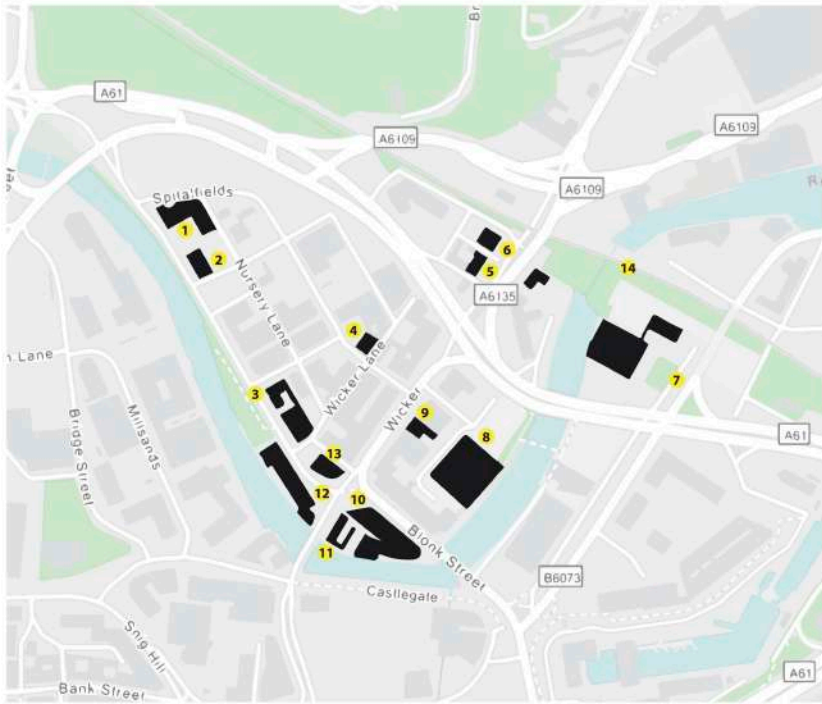 Br
A61
A6109
A6109
A6109
Spitalfields
1
2
6
5
14
Nursery Lane
A6135
4
7
3
Wicker Lane
Wicker
9
8
A61
n Lane
Bridge Street
Millsands
13
12
10
11
Blonk Street
Castlegate
B6073
Snig Hill
Bank Street
A61